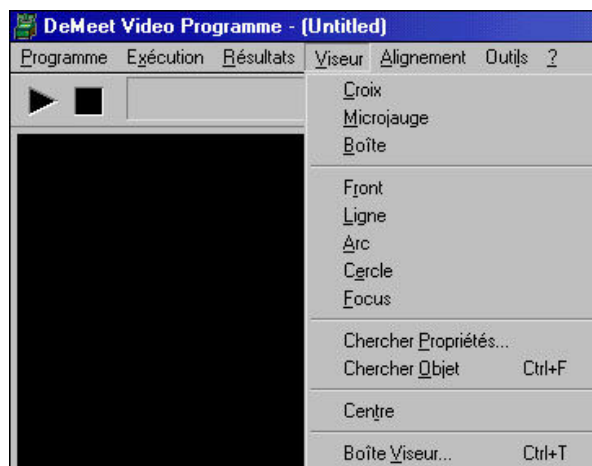 DeMeet Video Programme - (Untitled)
Programme Exécution Résultats Viseur Alignement Outils ?
Croix
Microjauge
Boîte
Front
Ligne
Arc
Cercle
Focus
Chercher Propriétés...
Chercher Objet Ctrl+F
Centre
Boîte Viseur... Ctrl+T